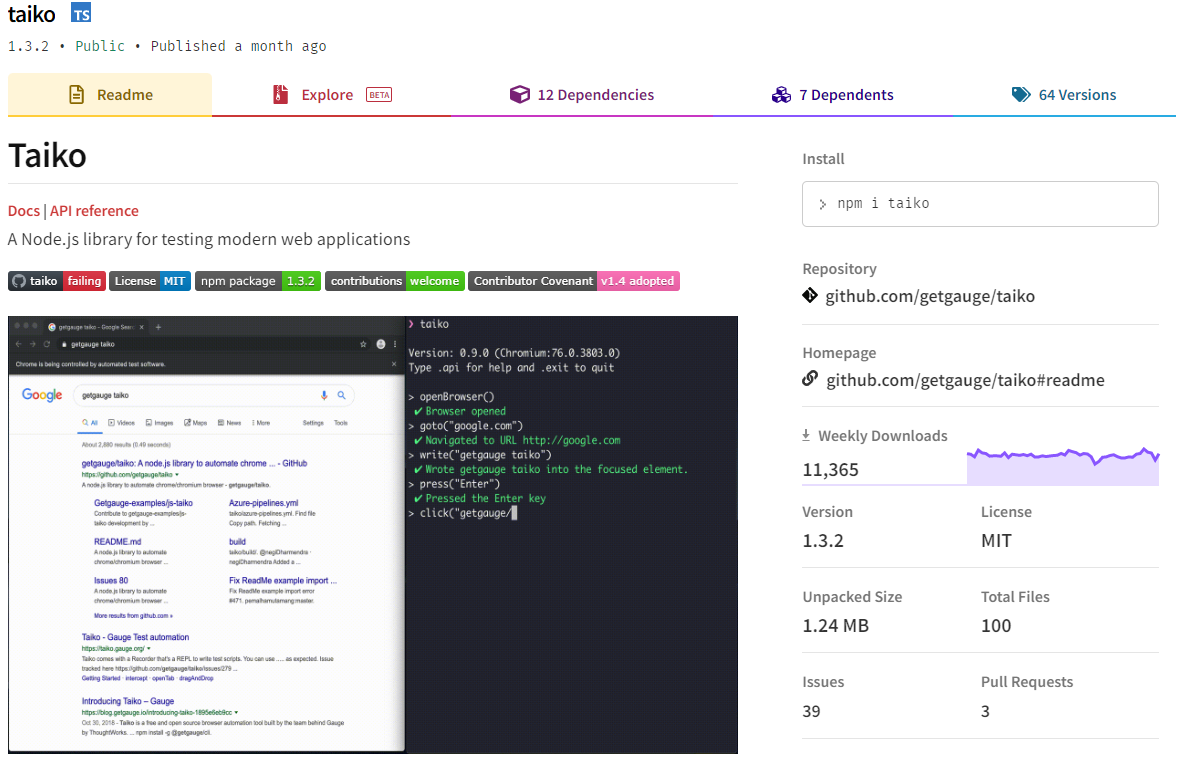 taiko TS
1.3.2 • Public • Published a month ago
Readme
Explore BETA
12 Dependencies
7 Dependents
64 Versions
Taiko
Docs | API reference
A Node.js library for testing modern web applications
taiko failing License MIT npm package 1.3.2 contributions welcome Contributor Covenant v1.4 adopted
getgauge taiko - Google Sear
getgauge taiko
Chrome is being controlled by automated test software.
Google
getgauge taiko
All Videos Images Maps News More Settings Tools
About 2,880 results (0.49 seconds)
getgauge/taiko: A node.js library to automate chrome ... - GitHub
https://github.com/getgauge/taiko
A node.js library to automate chrome/chromium browser - getgauge/taiko.
Getgauge-examples/js-taiko
Contribute to getgauge-examples/js-
taiko development by ...
Azure-pipelines.yml
taiko/azure-pipelines.yml. Find file
Copy path. Fetching ...
README.md
A node.js library to automate
chrome/chromium browser ...
build
taiko/build/. @negiDharmendra ·
negiDharmendra Added a ...
Issues 80
A node.js library to automate
chrome/chromium browser ...
Fix ReadMe example import ...
Fix ReadMe example import error
#471. pemalhamutamang:master.
More results from github.com »
Taiko - Gauge Test automation
https://taiko.gauge.org/
Taiko comes with a Recorder that's a REPL to write test scripts. You can use ..... as expected. Issue
tracked here https://github.com/getgauge/taiko/issues/279 ...
Getting Started · intercept · openTab · dragAndDrop
Introducing Taiko – Gauge
https://blog.getgauge.io/introducing-taiko-1895e6eb9cc
Oct 30, 2018 - Taiko is a free and open source browser automation tool built by the team behind Gauge
by ThoughtWorks. ... npm install -g @getgauge/cli.
❯ taiko
Version: 0.9.0 (Chromium:76.0.3803.0)
Type .api for help and .exit to quit
> openBrowser()
✔ Browser opened
> goto("google.com")
✔ Navigated to URL http://google.com
> write("getgauge taiko")
✔ Wrote getgauge taiko into the focused element.
> press("Enter")
✔ Pressed the Enter key
> click("getgauge/
Install
> npm i taiko
Repository
github.com/getgauge/taiko
Homepage
github.com/getgauge/taiko#readme
Weekly Downloads
11,365
Version
1.3.2
License
MIT
Unpacked Size
1.24 MB
Total Files
100
Issues
39
Pull Requests
3